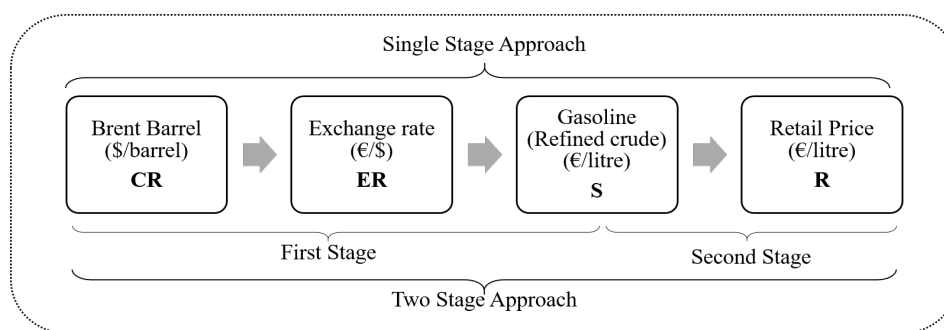 Single Stage Approach
Brent Barrel
($/barrel)
CR
Exchange rate
(€/$)
ER
Gasoline
(Refined crude)
(€/litre)
S
Retail Price
(€/litre)
R
First Stage
Second Stage
Two Stage Approach